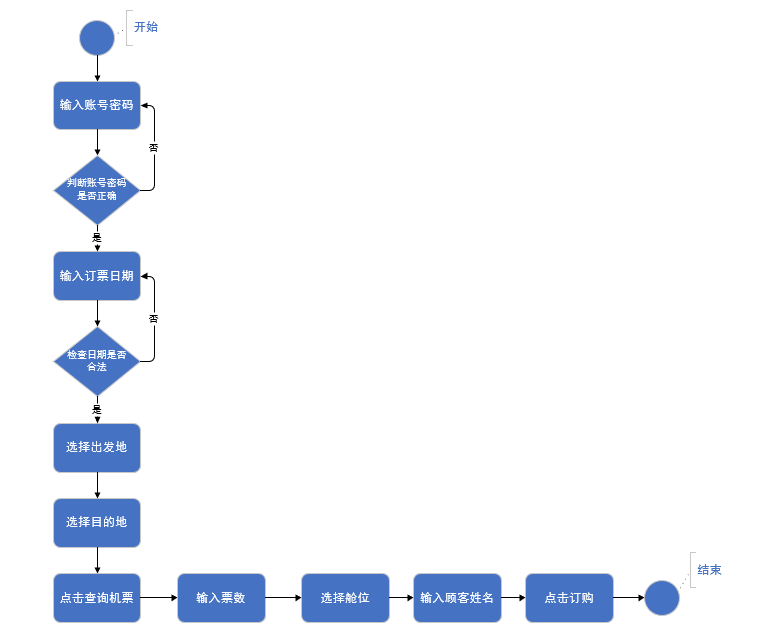 开始
输入账号密码
否
判断账号密码
是否正确
是
输入订票日期
否
检查日期是否
合法
是
选择出发地
选择目的地
点击查询机票
输入票数
选择舱位
输入顾客姓名
点击订购
结束